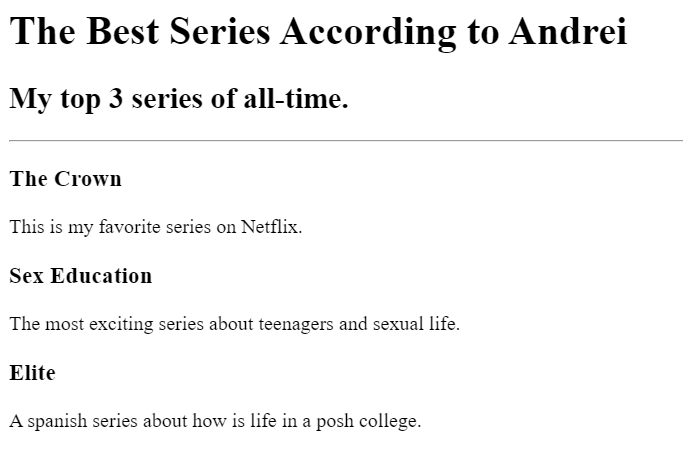 The Best Series According to Andrei
My top 3 series of all-time.
The Crown
This is my favorite series on Netflix.
Sex Education
The most exciting series about teenagers and sexual life.
Elite
A spanish series about how is life in a posh college.